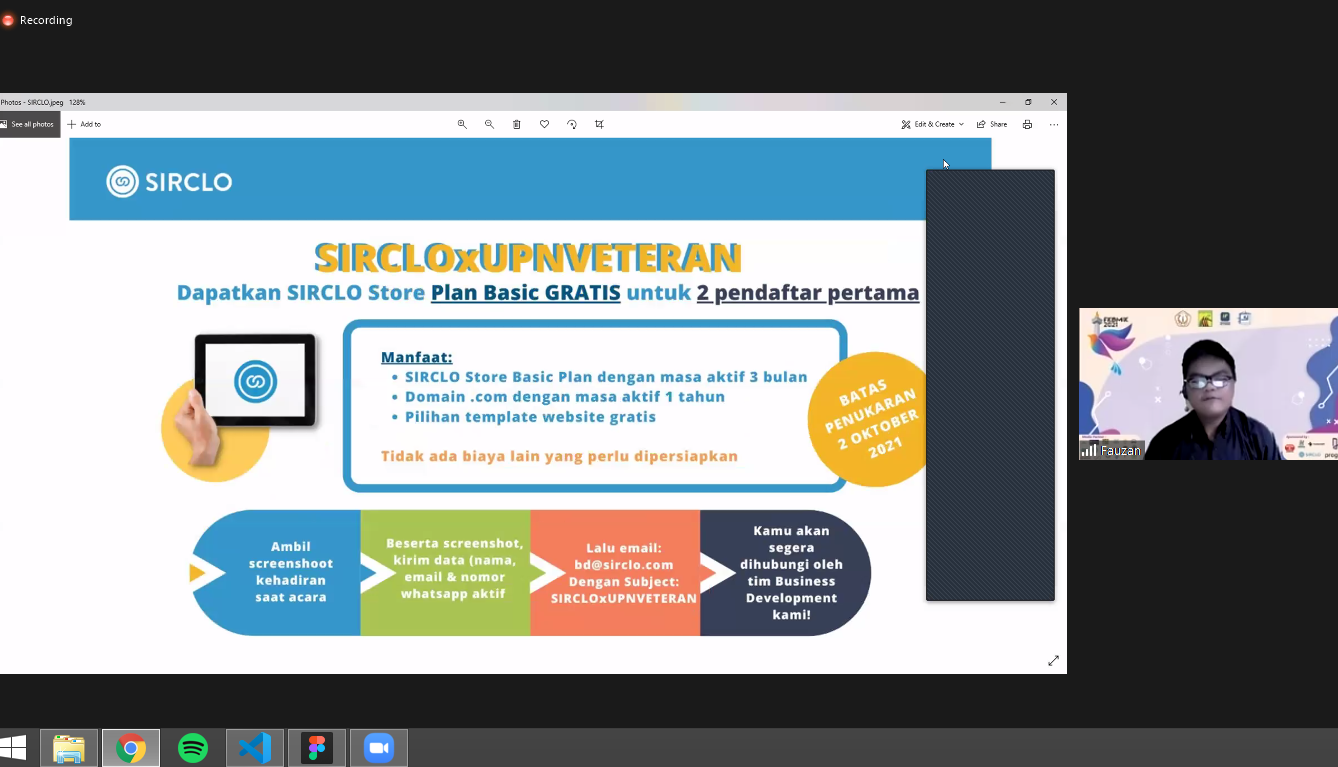 Recording
Photos - SIRCLO.jpeg 128%
See all photos
Add to
Edit & Create
Share
SIRCLO
SIRCLOxUPNVETERAN
Dapatkan SIRCLO Store Plan Basic GRATIS untuk 2 pendaftar pertama
Manfaat:
• SIRCLO Store Basic Plan dengan masa aktif 3 bulan
• Domain .com dengan masa aktif 1 tahun
• Pilihan template website gratis
Tidak ada biaya lain yang perlu dipersiapkan
BATAS
PENUKARAN
2 OKTOBER
2021
Ambil
screenshoot
kehadiran
saat acara
Beserta screenshot,
kirim data (nama,
email & nomor
whatsapp aktif
Lalu email:
bd@sirclo.com
Dengan Subject:
SIRCLOxUPNVETERAN
Kamu akan
segera
dihubungi oleh
tim Business
Development
kami!
2021
Fauzan